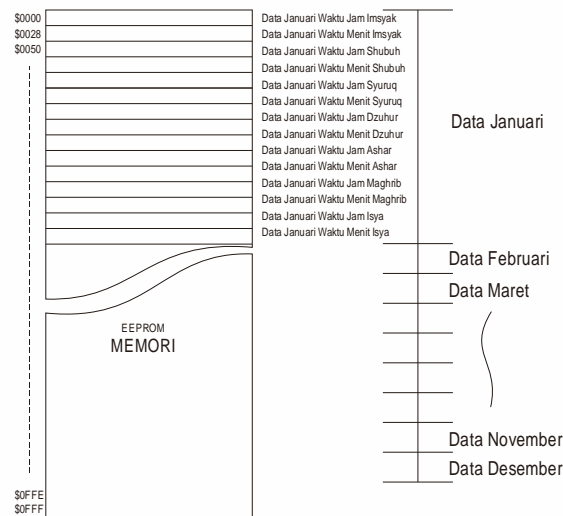 $0000 Data Januari Waktu Jam Imsyak
$0028 Data Januari Waktu Menit Imsyak
$0050 Data Januari Waktu Jam Shubuh
Data Januari Waktu Menit Shubuh
Data Januari Waktu Jam Syuruq
Data Januari Waktu Menit Syuruq
Data Januari Waktu Jam Dzuhur
Data Januari Waktu Menit Dzuhur
Data Januari Waktu Jam Ashar
Data Januari Waktu Menit Ashar
Data Januari Waktu Jam Maghrib
Data Januari Waktu Menit Maghrib
Data Januari Waktu Jam Isya
Data Januari Waktu Menit Isya
Data Januari
Data Februari
Data Maret
EEPROM
MEMORI
Data November
Data Desember
$0FFE
$0FFF